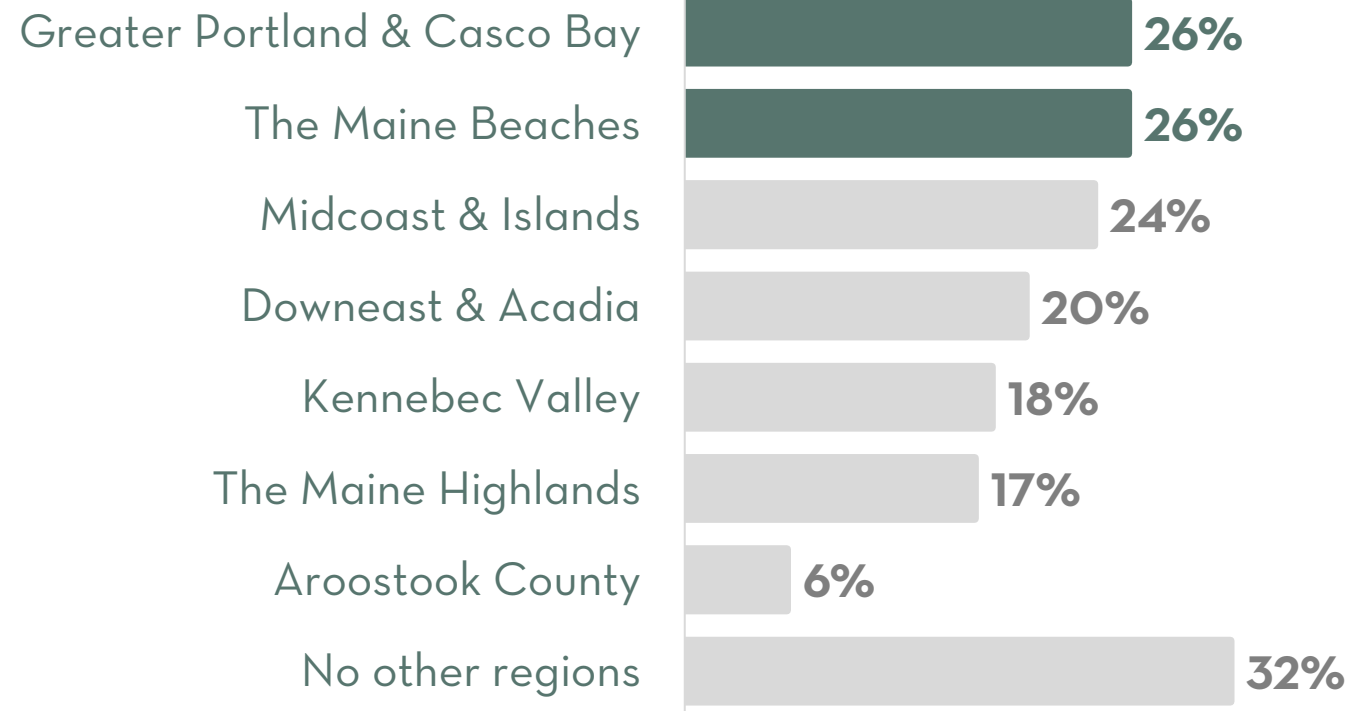 Greater Portland & Casco Bay 26%
The Maine Beaches 26%
Midcoast & Islands 24%
Downeast & Acadia 20%
Kennebec Valley 18%
The Maine Highlands 17%
Aroostook County 6%
No other regions 32%